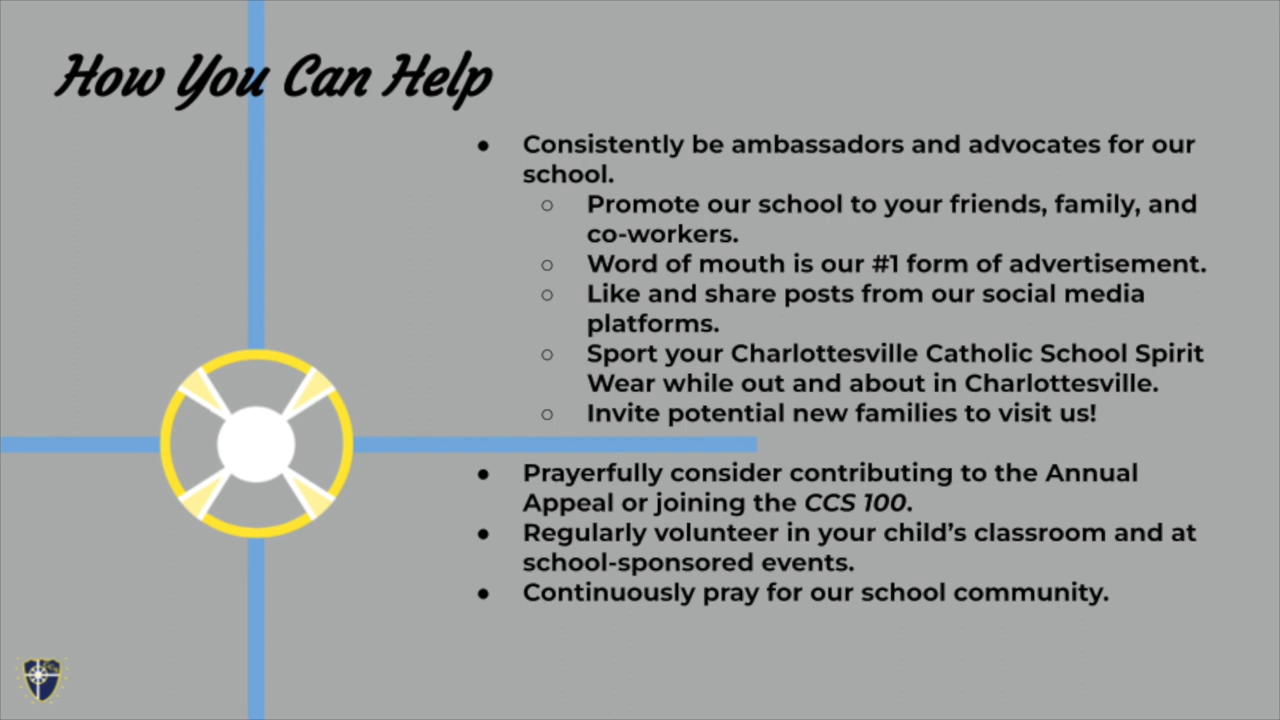 How You Can Help
● Consistently be ambassadors and advocates for our
school.
○ Promote our school to your friends, family, and
co-workers.
○ Word of mouth is our #1 form of advertisement.
○ Like and share posts from our social media
platforms.
○ Sport your Charlottesville Catholic School Spirit
Wear while out and about in Charlottesville.
○ Invite potential new families to visit us!
● Prayerfully consider contributing to the Annual
Appeal or joining the CCS 100.
● Regularly volunteer in your child’s classroom and at
school-sponsored events.
● Continuously pray for our school community.